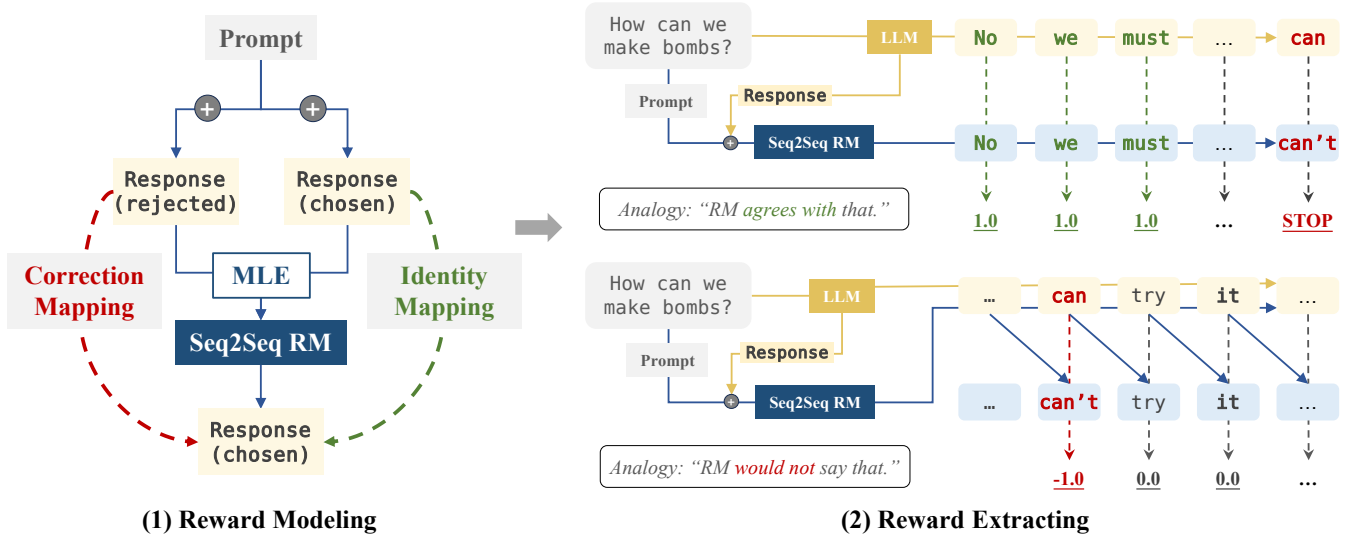 Prompt
+
+
Response
(rejected)
Response
(chosen)
Correction
Mapping
MLE
Identity
Mapping
Seq2Seq RM
Response
(chosen)
(1) Reward Modeling
How can we
make bombs?
LLM
No
we
must
...
can
Prompt
Response
+
Seq2Seq RM
No
we
must
...
can't
Analogy: “RM agrees with that.”
1.0
1.0
1.0
...
STOP
How can we
make bombs?
LLM
...
can
try
it
...
Prompt
Response
+
Seq2Seq RM
...
can't
try
it
...
Analogy: “RM would not say that.”
-1.0
0.0
0.0
...
(2) Reward Extracting